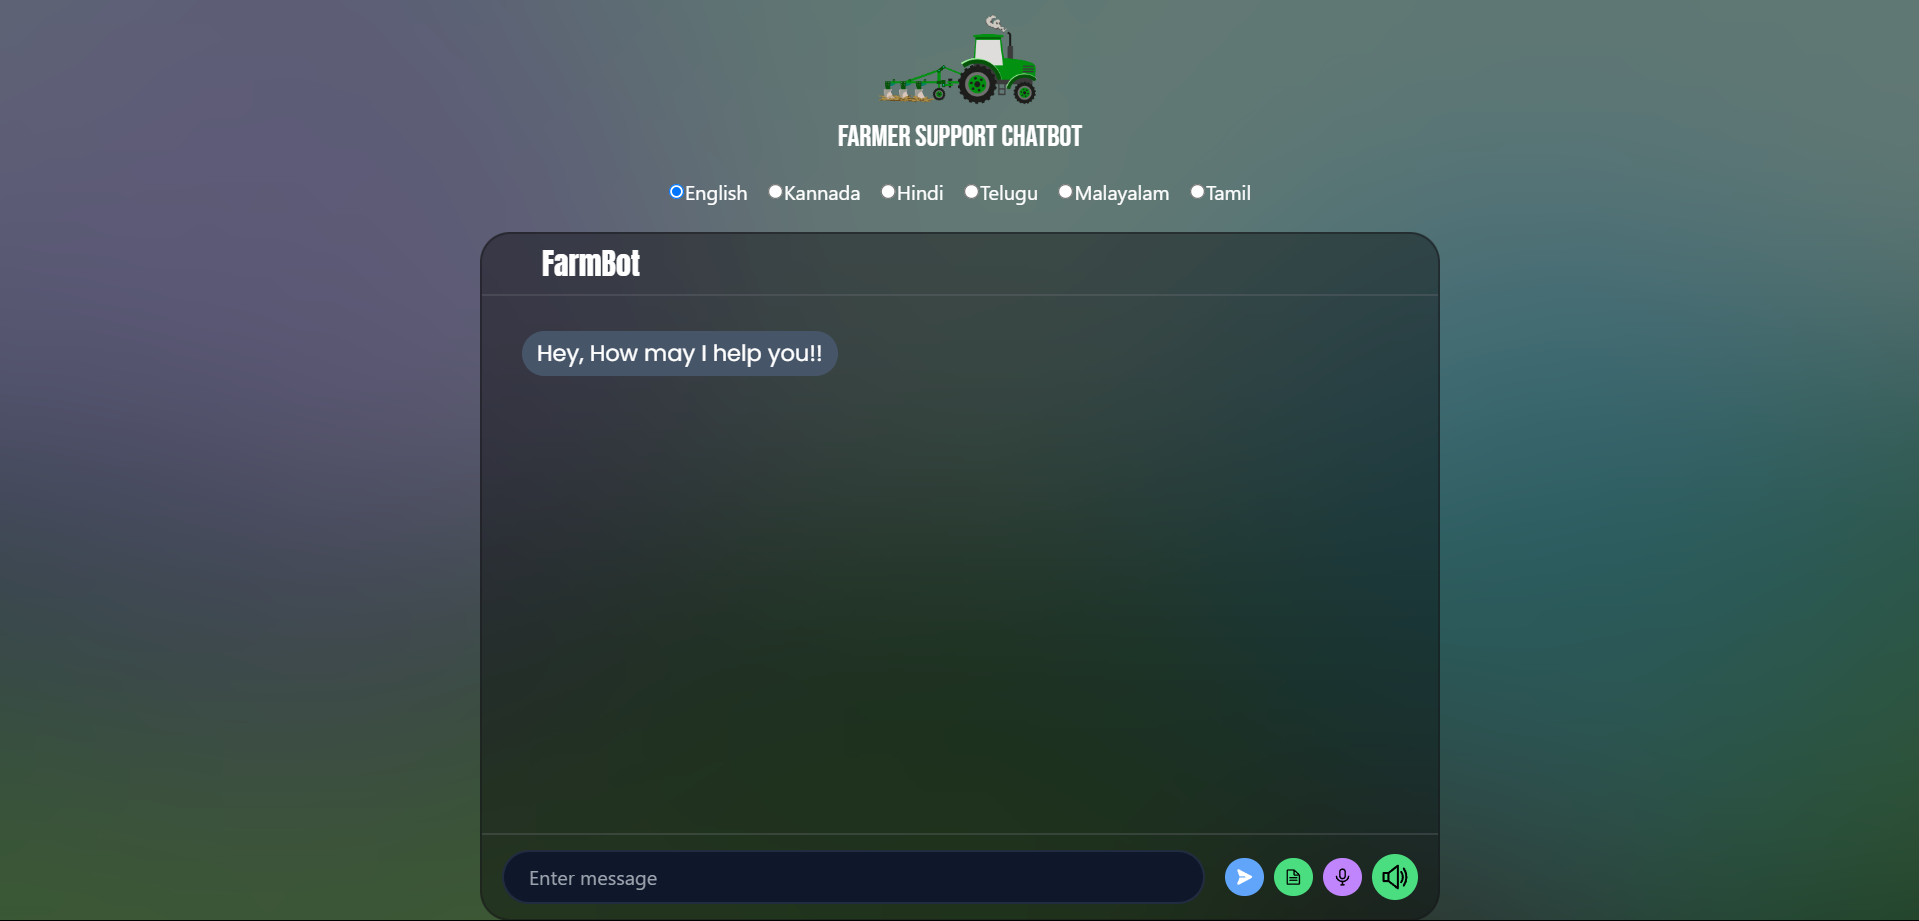 FARMER SUPPORT CHATBOT
English Kannada Hindi Telugu Malayalam Tamil
FarmBot
Hey, How may I help you!!
Enter message